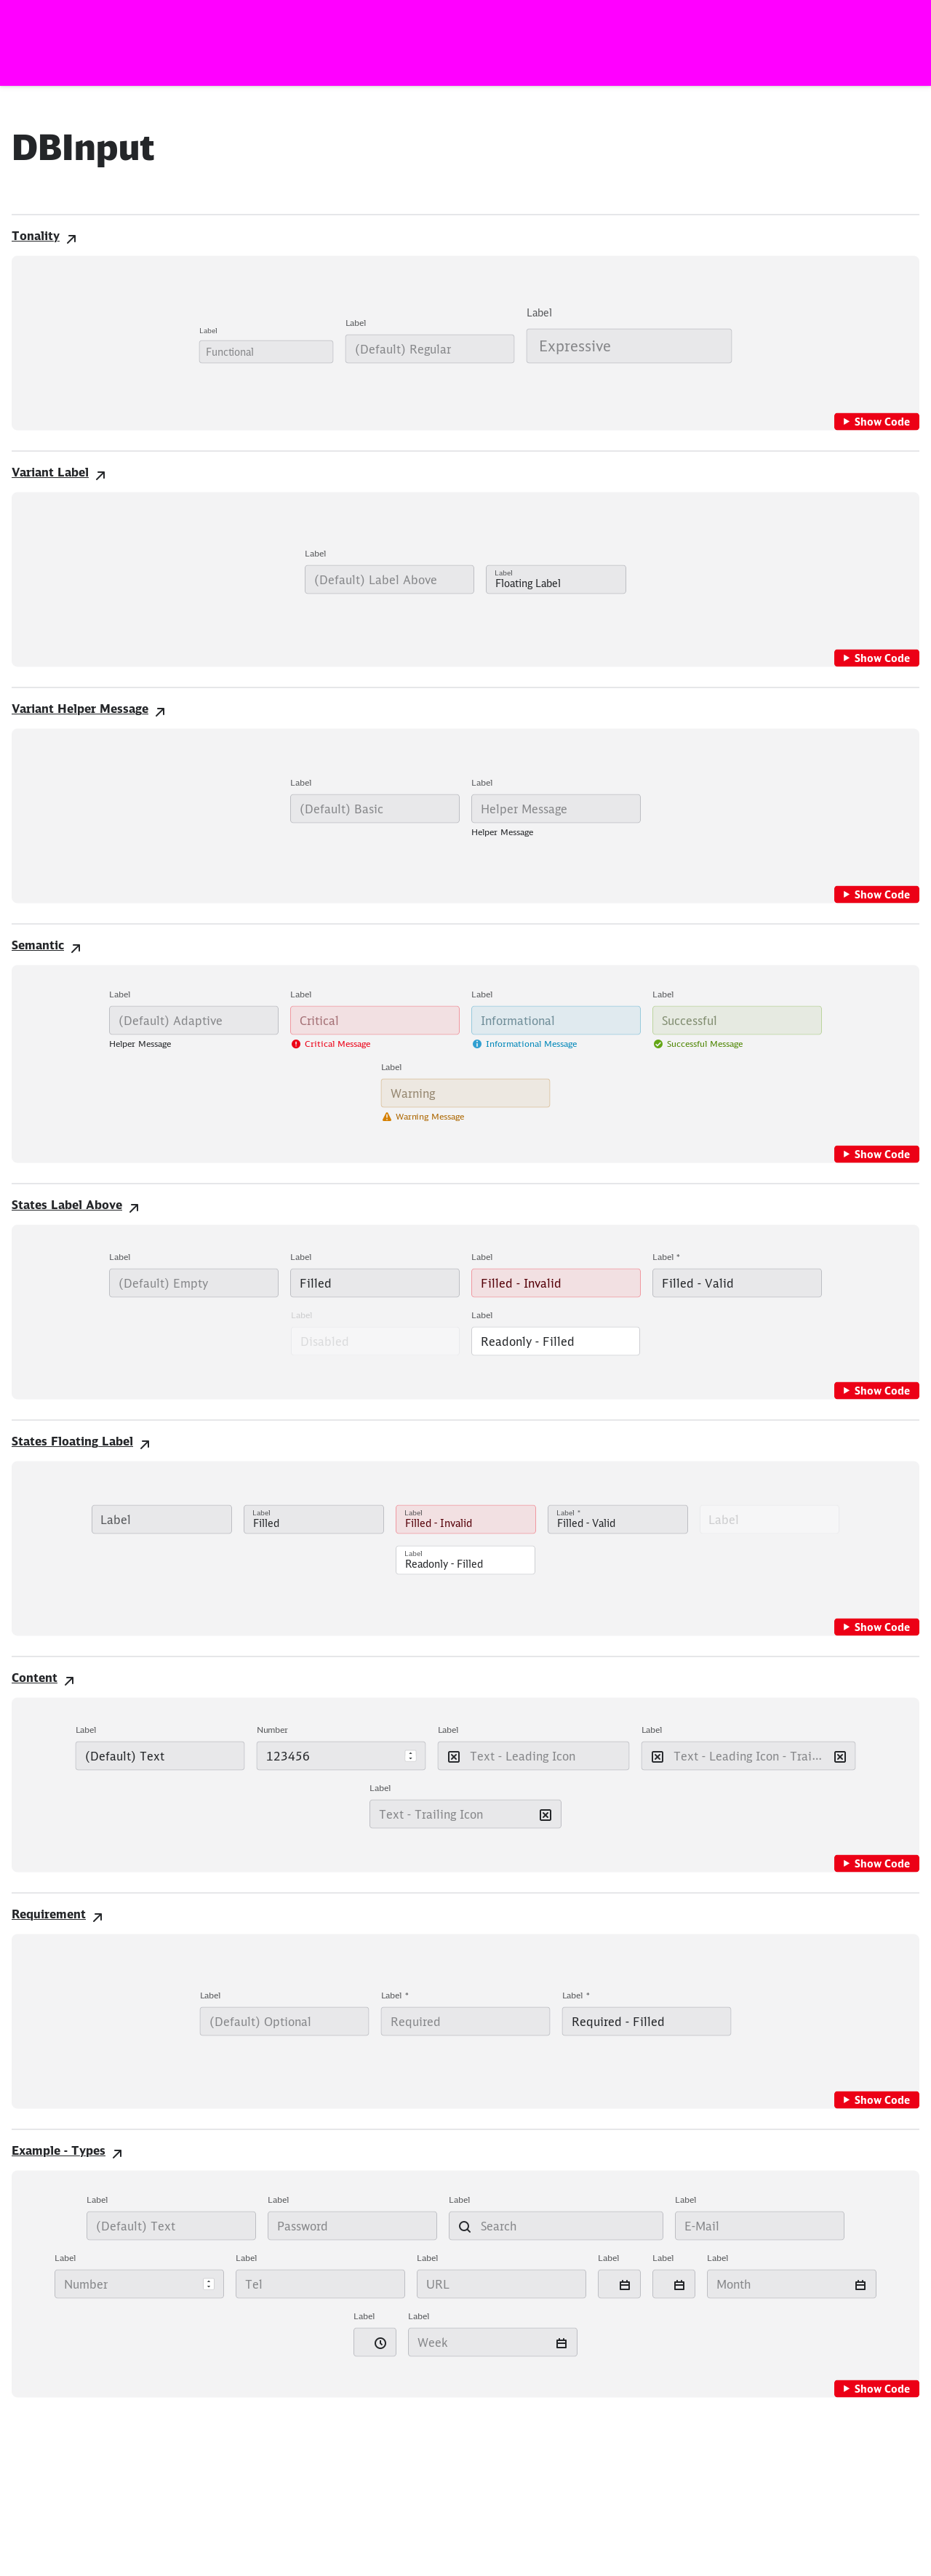 DBInput
Tonality
Label
Label
Label
Functional
(Default) Regular
Expressive
Show Code
Variant Label
Label
(Default) Label Above
Label
Floating Label
Show Code
Variant Helper Message
Label
Label
(Default) Basic
Helper Message
Helper Message
Show Code
Semantic
Label
Label
Label
Label
(Default) Adaptive
Critical
Informational
Successful
Helper Message
Critical Message
Informational Message
Successful Message
Label
Warning
Warning Message
Show Code
States Label Above
Label
Label
Label
Label *
(Default) Empty
Filled
Filled - Invalid
Filled - Valid
Label
Label
Disabled
Readonly - Filled
Show Code
States Floating Label
Label
Label
Filled
Label
Filled - Invalid
Label *
Filled - Valid
Label
Label
Readonly - Filled
Show Code
Content
Label
Number
Label
Label
(Default) Text
123456
Text - Leading Icon
Text - Leading Icon - Trai...
Label
Text - Trailing Icon
Show Code
Requirement
Label
Label *
Label *
(Default) Optional
Required
Required - Filled
Show Code
Example - Types
Label
Label
Label
Label
(Default) Text
Password
Search
E-Mail
Label
Label
Label
Label
Label
Label
Number
Tel
URL
Month
Label
Label
Week
Show Code